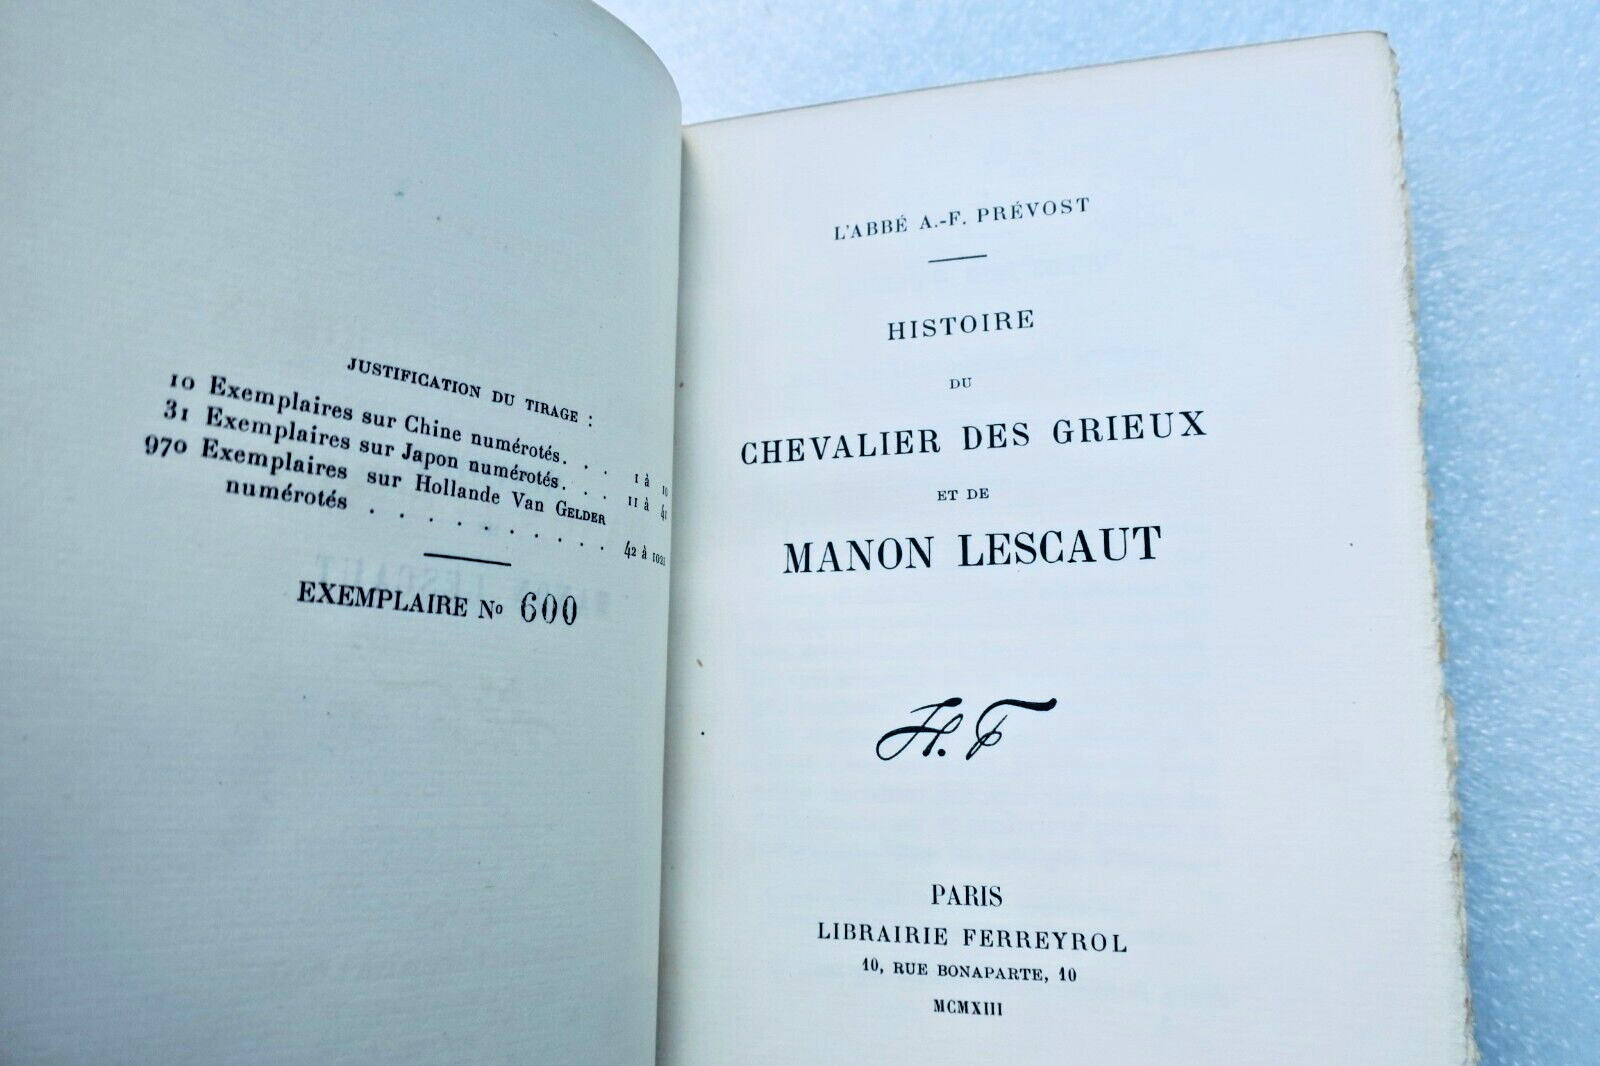 JUSTIFICATION DU TIRAGE :
10 Exemplaires sur Chine numérotés. . . 1 à 10
31 Exemplaires sur Japon numérotés. . . 11 à 41
970 Exemplaires sur Hollande Van GELDER
numérotés . . . . . . . . . 42 à 1021
EXEMPLAIRE No 600
L'ABBÉ A.-F. PRÉVOST
HISTOIRE
DU
CHEVALIER DES GRIEUX
ET DE
MANON LESCAUT
H. F
PARIS
LIBRAIRIE FERREYROL
10, RUE BONAPARTE, 10
MCMXIII